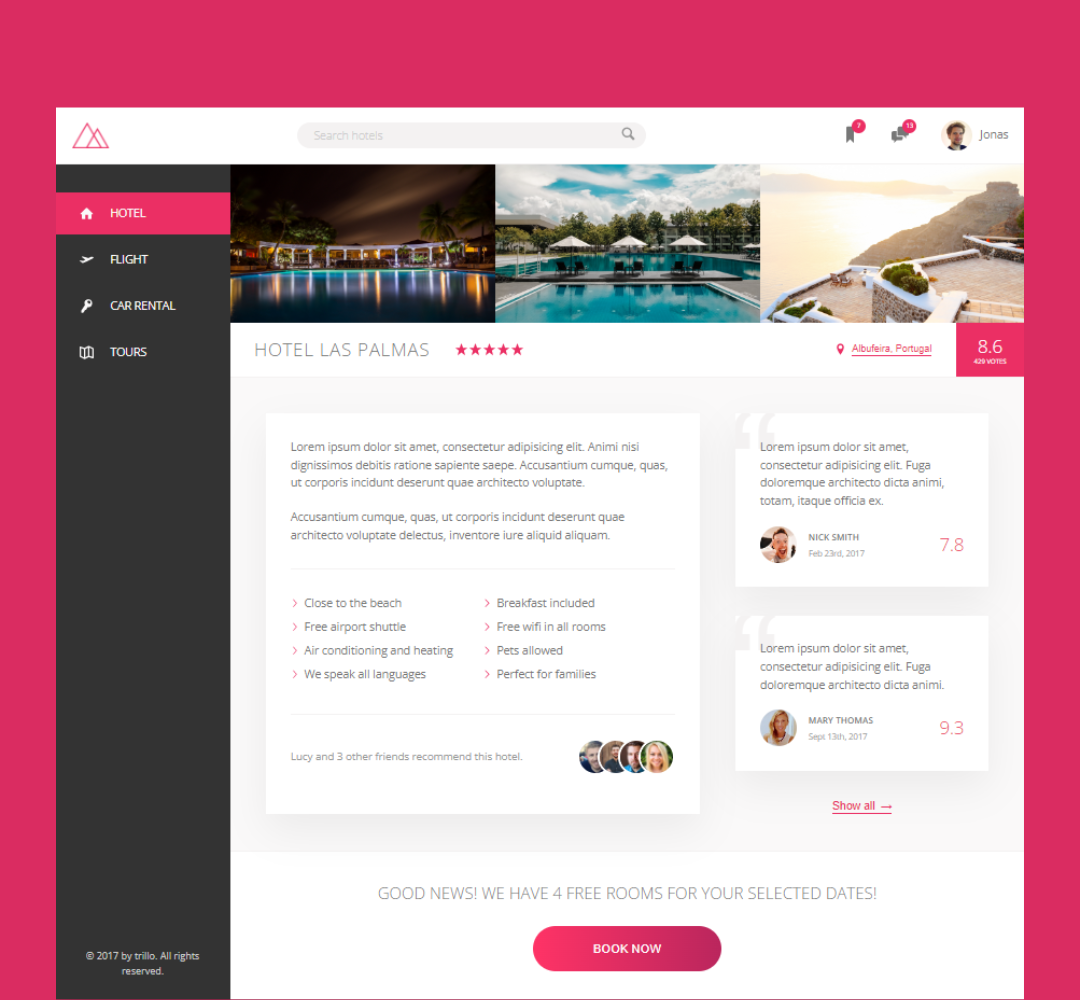 Search hotels
7
13
Jonas
HOTEL
FLIGHT
CAR RENTAL
TOURS
© 2017 by trillo. All rights
reserved.
HOTEL LAS PALMAS
Albufeira, Portugal
8.6
429 VOTES
Lorem ipsum dolor sit amet, consectetur adipisicing elit. Animi nisi
dignissimos debitis ratione sapiente saepe. Accusantium cumque, quas,
ut corporis incidunt deserunt quae architecto voluptate.
Accusantium cumque, quas, ut corporis incidunt deserunt quae
architecto voluptate delectus, inventore iure aliquid aliquam.
Close to the beach
Breakfast included
Free airport shuttle
Free wifi in all rooms
Air conditioning and heating
Pets allowed
We speak all languages
Perfect for families
Lucy and 3 other friends recommend this hotel.
“
Lorem ipsum dolor sit amet,
consectetur adipisicing elit. Fuga
doloremque architecto dicta animi,
totam, itaque officia ex.
NICK SMITH
Feb 23rd, 2017
7.8
“
Lorem ipsum dolor sit amet,
consectetur adipisicing elit. Fuga
doloremque architecto dicta animi.
MARY THOMAS
Sept 13th, 2017
9.3
Show all →
GOOD NEWS! WE HAVE 4 FREE ROOMS FOR YOUR SELECTED DATES!
BOOK NOW